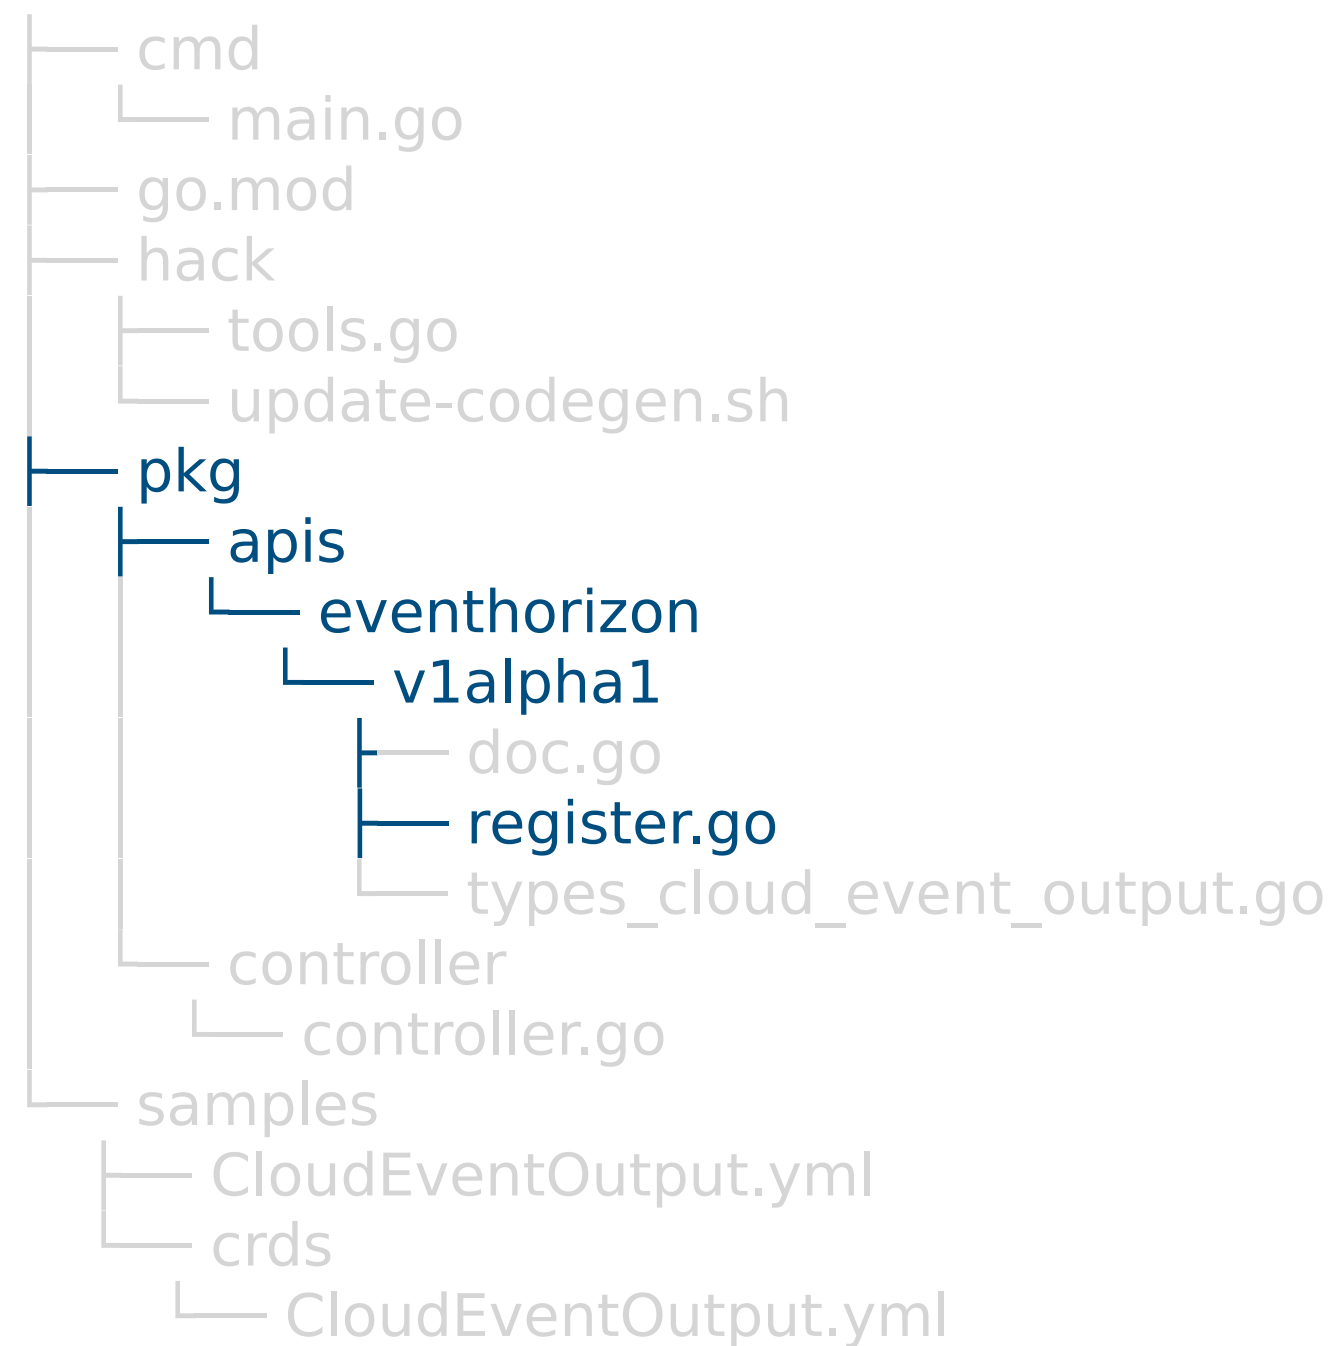 cmd
main.go
go.mod
hack
tools.go
update-codegen.sh
pkg
apis
eventhorizon
v1alpha1
doc.go
register.go
types_cloud_event_output.go
controller
controller.go
samples
CloudEventOutput.yml
crds
CloudEventOutput.yml